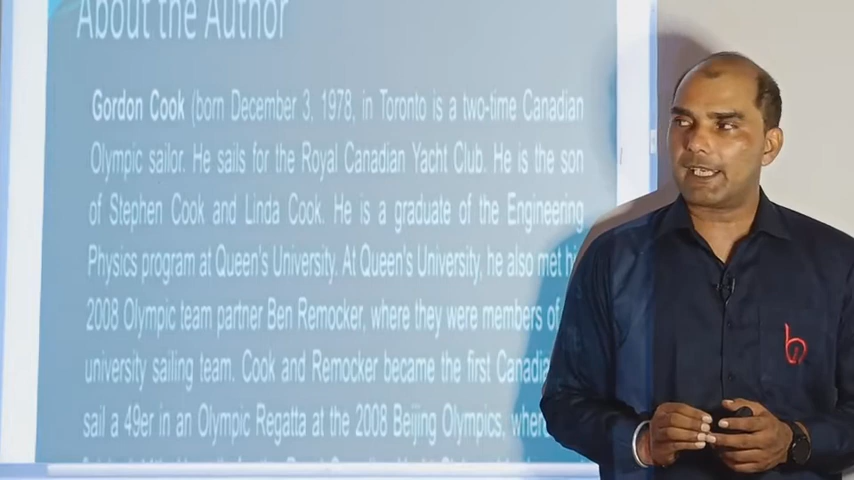 About the Author
Gordon Cook (born December 3, 1978, in Toronto is a two-time Canadian
Olympic sailor. He sails for the Royal Canadian Yacht Club. He is the son
of Stephen Cook and Linda Cook. He is a graduate of the Engineering
Physics program at Queen's University. At Queen's University, he also met
2008 Olympic team partner Ben Remocker, where they were members of
university sailing team. Cook and Remocker became the first
sail a 49er in an Olympic Regatta at the 2008 Beijing Olympics,